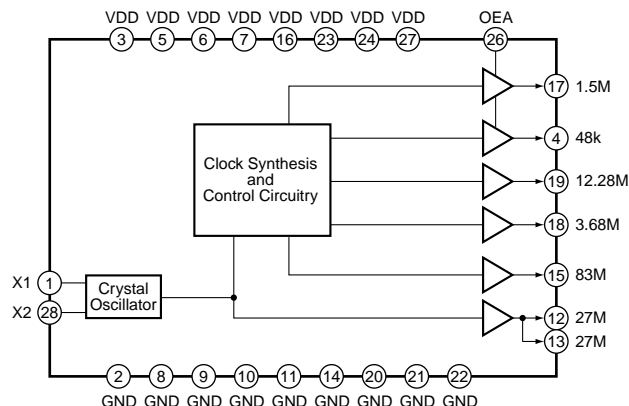 VDD VDD VDD VDD VDD VDD VDD VDD OEA
3 5 6 7 16 23 24 27 26
17 1.5M
4 48k
Clock Synthesis
and
Control Circuitry
19 12.28M
18 3.68M
X1 1
Crystal
Oscillator
X2 28
15 83M
12 27M
13 27M
2 8 9 10 11 14 20 21 22
GND GND GND GND GND GND GND GND GND